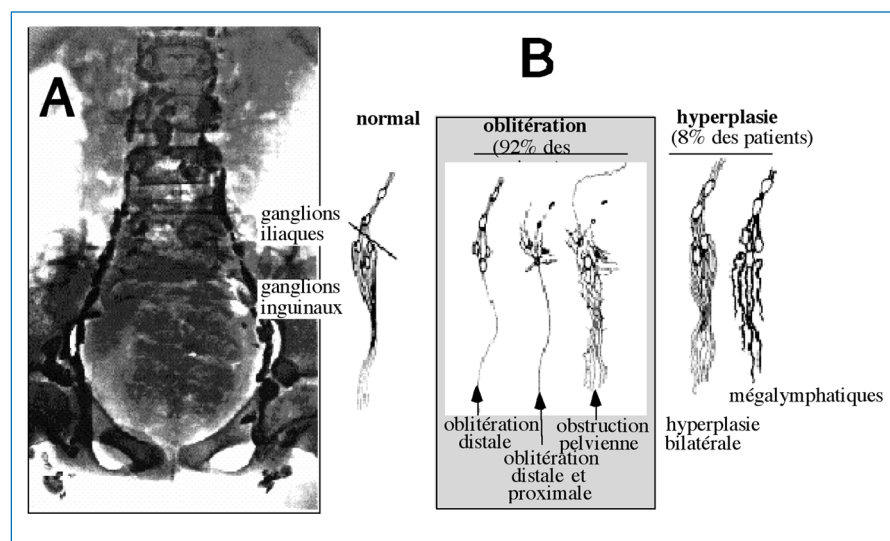 A
B
normal
oblitération
(92% des
hyperplasie
(8% des patients)
ganglions
iliaques
ganglions
inguinaux
oblitération
distale
oblitération
distale et
proximale
obstruction
pelvienne
hyperplasie
bilatérale
mégalymphatiques